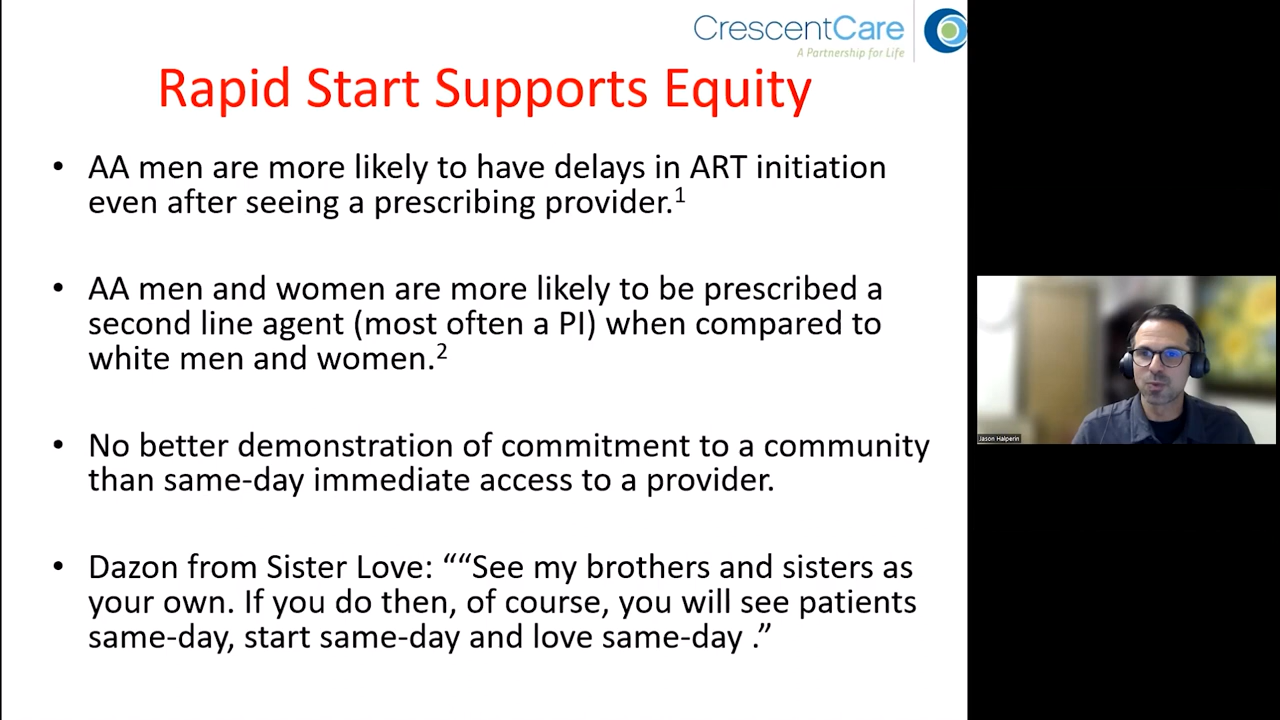 CrescentCare
A Partnership for Life
Rapid Start Supports Equity
• AA men are more likely to have delays in ART initiation
even after seeing a prescribing provider.1
• AA men and women are more likely to be prescribed a
second line agent (most often a PI) when compared to
white men and women.2
• No better demonstration of commitment to a community
than same-day immediate access to a provider.
• Dazon from Sister Love: ““See my brothers and sisters as
your own. If you do then, of course, you will see patients
same-day, start same-day and love same-day .”
Jason Halperin